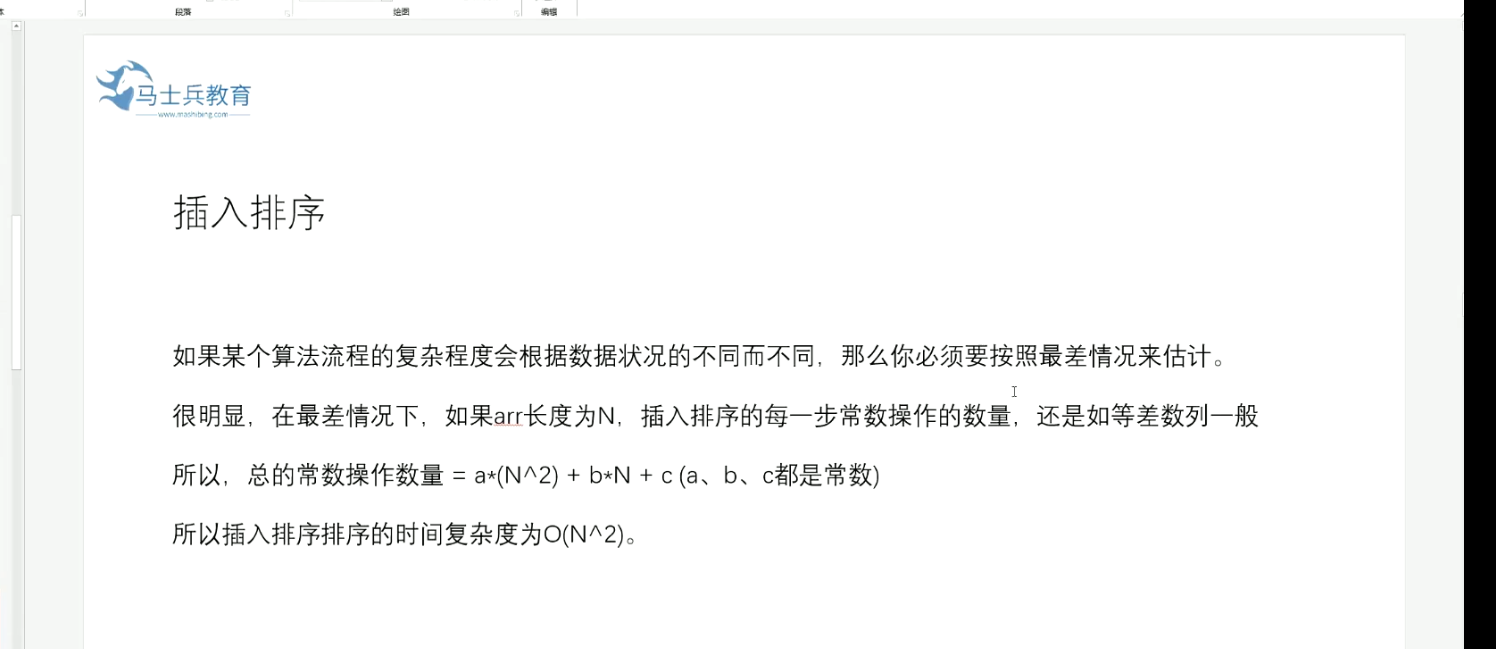 段落
绘图
编辑
马士兵教育
www.mashibing.com
插入排序
如果某个算法流程的复杂程度会根据数据状况的不同而不同，那么你必须要按照最差情况来估计。
很明显，在最差情况下，如果arr长度为N，插入排序的每一步常数操作的数量，还是如等差数列一般
所以，总的常数操作数量 = a*(N^2) + b*N + c (a、b、c都是常数)
所以插入排序排序的时间复杂度为O(N^2)。